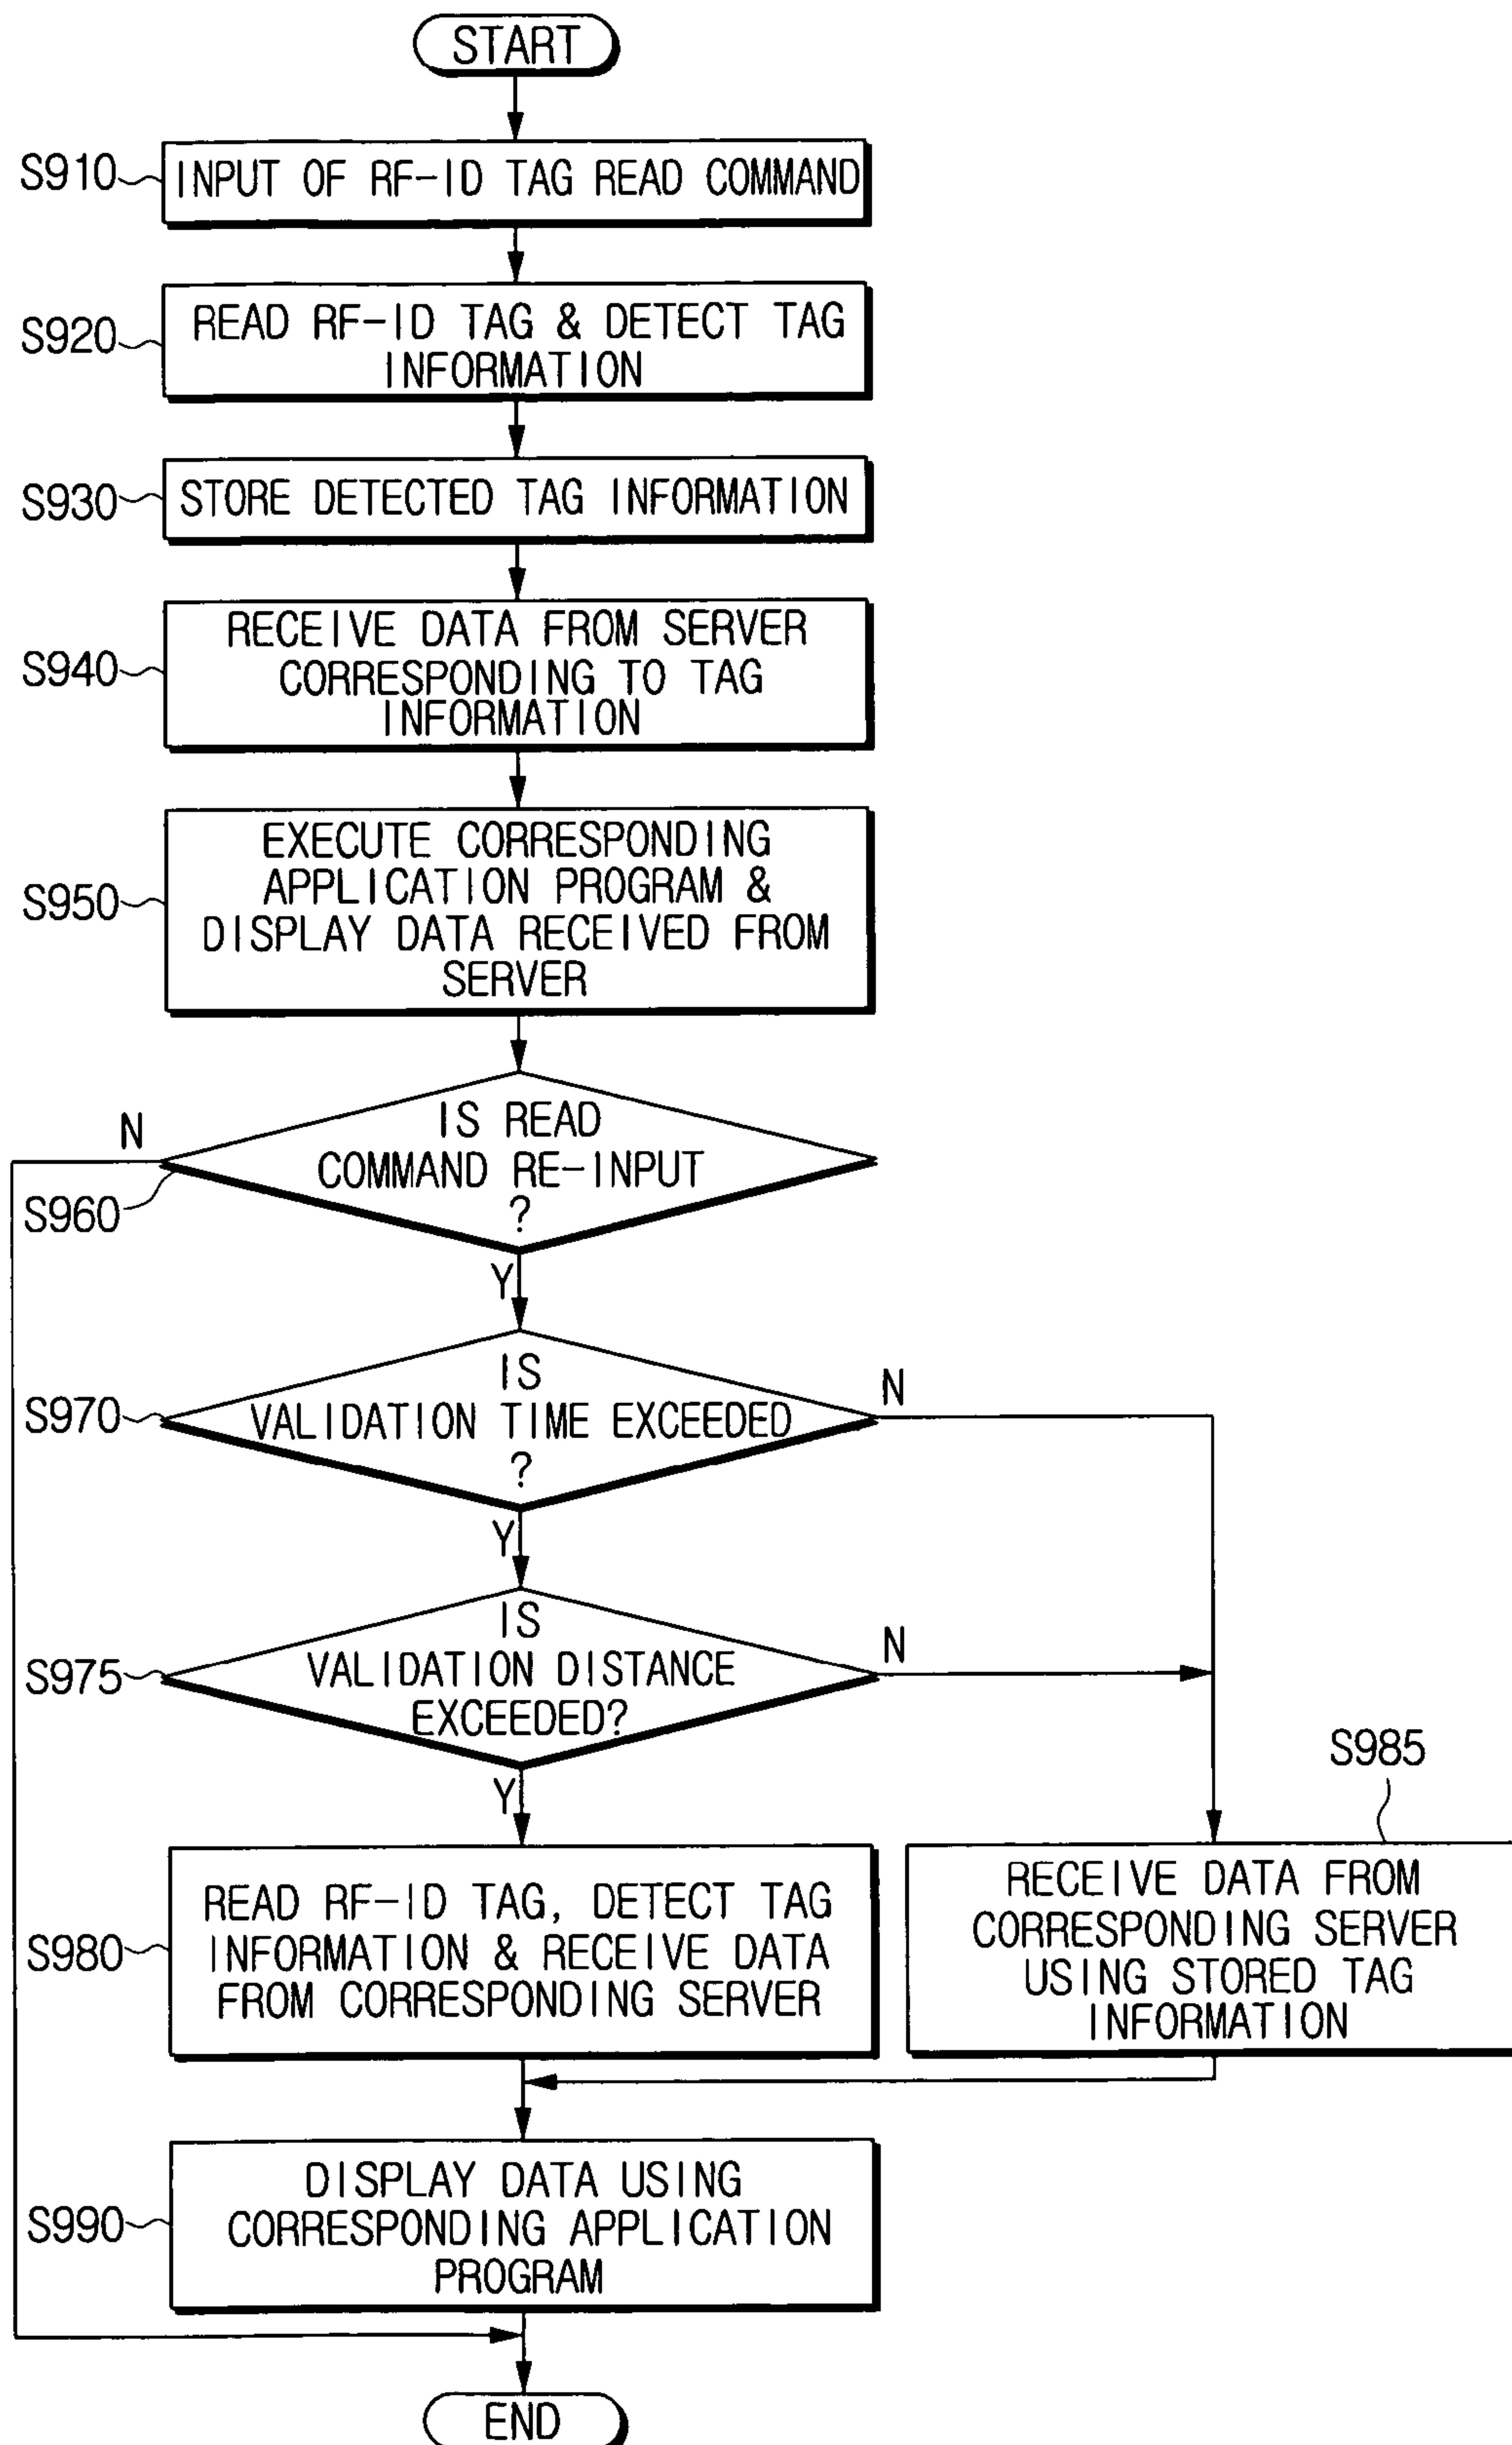 START
S910
INPUT OF RF-ID TAG READ COMMAND
S920
READ RF-ID TAG & DETECT TAG
INFORMATION
S930
STORE DETECTED TAG INFORMATION
S940
RECEIVE DATA FROM SERVER
CORRESPONDING TO TAG
INFORMATION
S950
EXECUTE CORRESPONDING
APPLICATION PROGRAM &
DISPLAY DATA RECEIVED FROM
SERVER
N
S960
IS READ
COMMAND RE-INPUT
?
Y
S970
IS
VALIDATION TIME EXCEEDED
?
N
Y
S975
IS
VALIDATION DISTANCE
EXCEEDED?
N
Y
S980
READ RF-ID TAG, DETECT TAG
INFORMATION & RECEIVE DATA
FROM CORRESPONDING SERVER
S985
RECEIVE DATA FROM
CORRESPONDING SERVER
USING STORED TAG
INFORMATION
S990
DISPLAY DATA USING
CORRESPONDING APPLICATION
PROGRAM
END